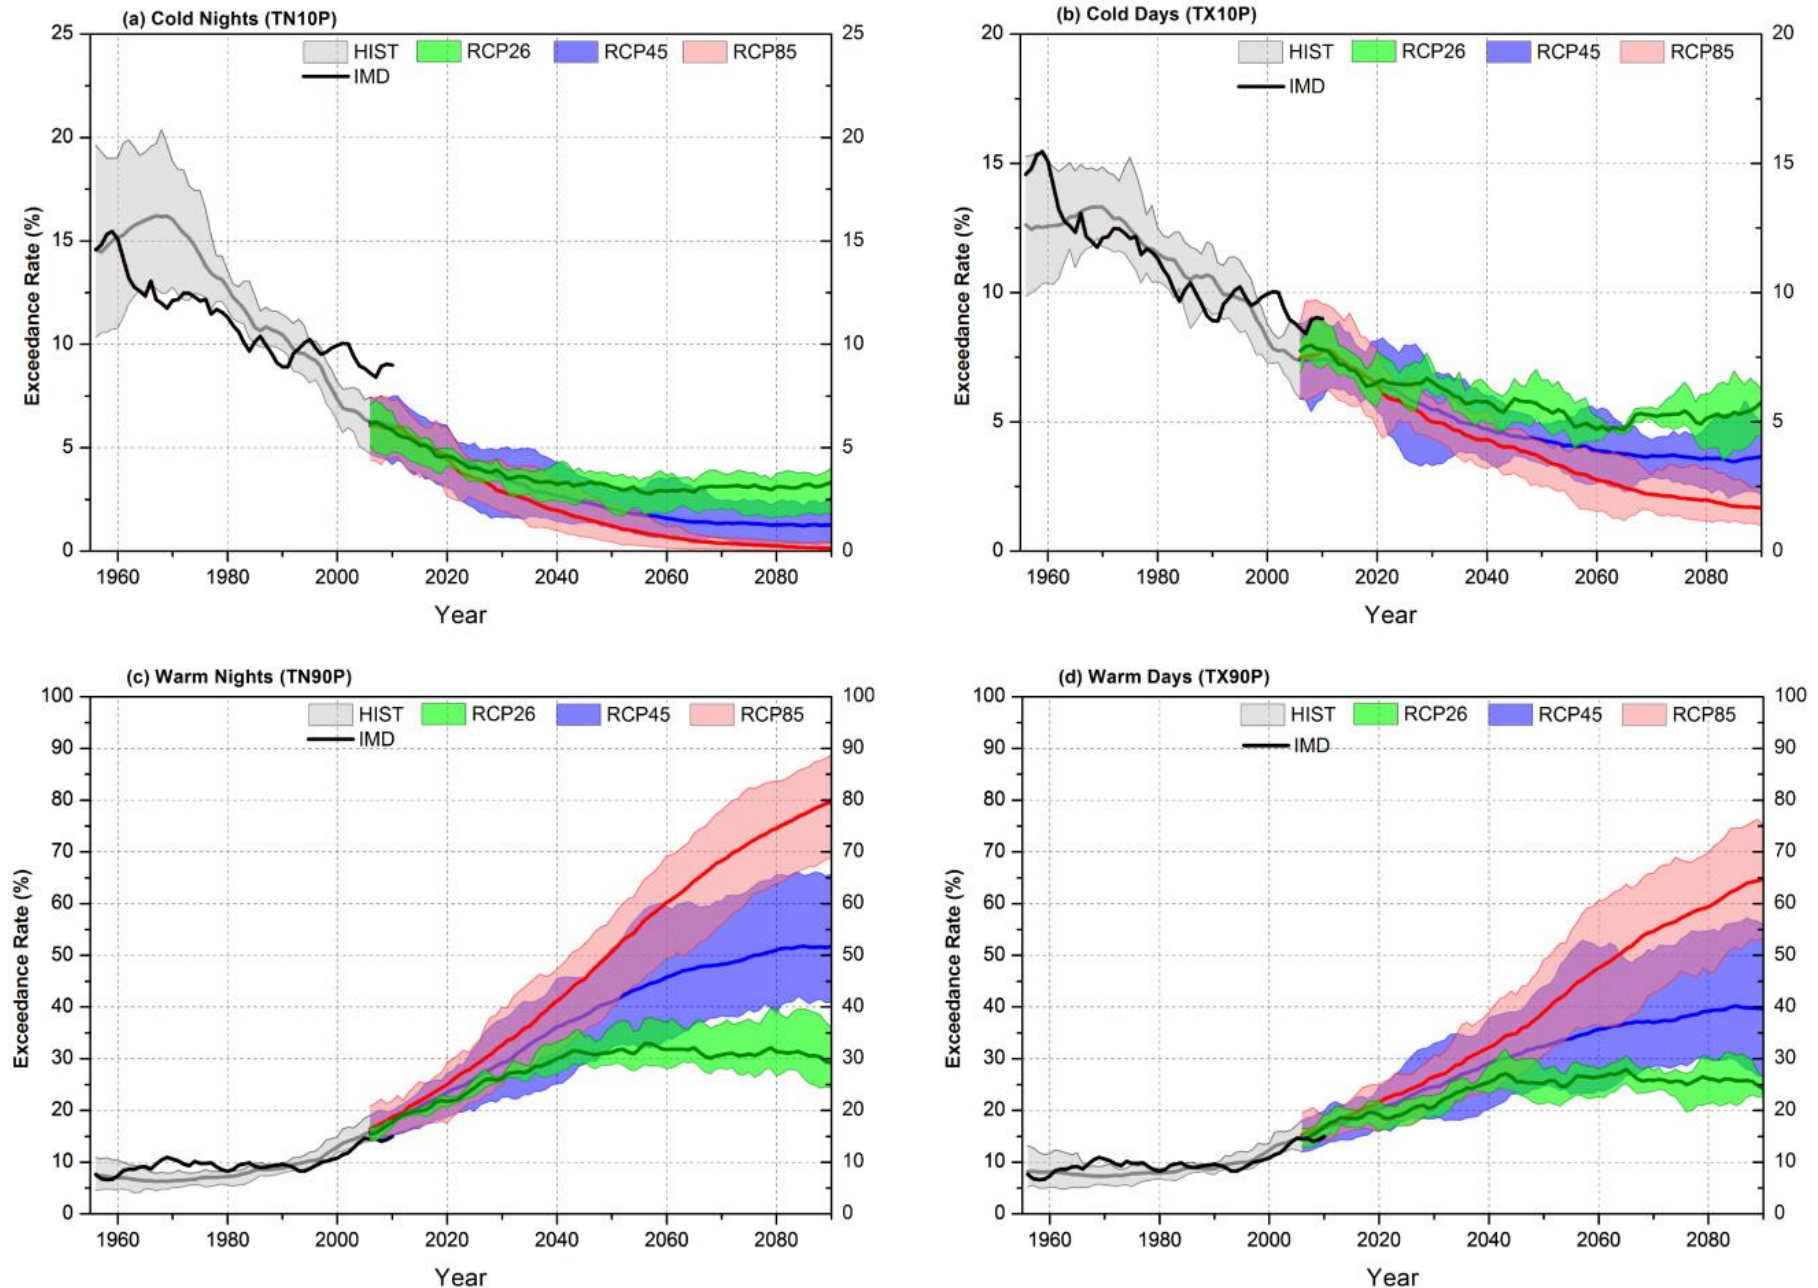 (a) Cold Nights (TN10P)
25
20
15
10
5
0
25
20
15
10
5
0
HIST RCP26 RCP45 RCP85
IMD
Exceedance Rate (%)
1960 1980 2000 2020 2040 2060 2080
Year
(b) Cold Days (TX10P)
20
15
10
5
0
20
15
10
5
0
HIST RCP26 RCP45 RCP85
IMD
Exceedance Rate (%)
1960 1980 2000 2020 2040 2060 2080
Year
(c) Warm Nights (TN90P)
100
90
80
70
60
50
40
30
20
10
0
100
90
80
70
60
50
40
30
20
10
0
HIST RCP26 RCP45 RCP85
IMD
Exceedance Rate (%)
1960 1980 2000 2020 2040 2060 2080
Year
(d) Warm Days (TX90P)
100
90
80
70
60
50
40
30
20
10
0
100
90
80
70
60
50
40
30
20
10
0
HIST RCP26 RCP45 RCP85
IMD
Exceedance Rate (%)
1960 1980 2000 2020 2040 2060 2080
Year